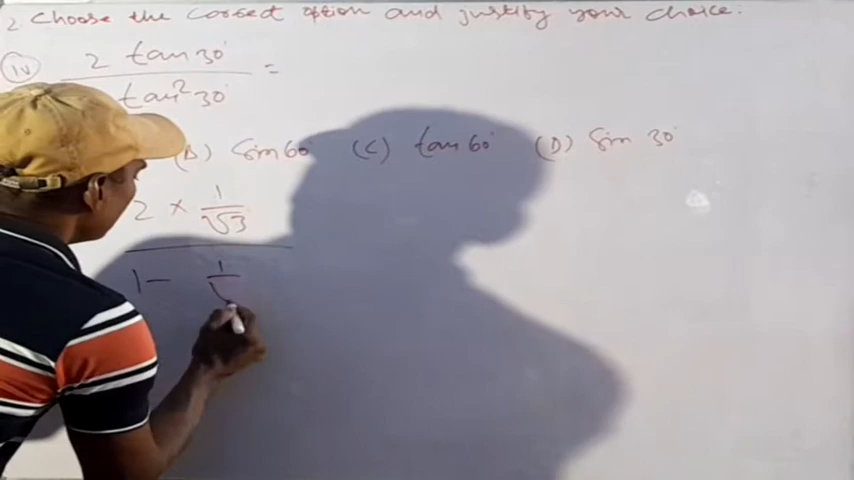 2 Choose the correct option and justify your choice:
iv 2 tan 30°
tan² 30° =
(B) Sin 60° (C) tan 60° (D) Sin 30°
2 × 1
√3
1 - 1